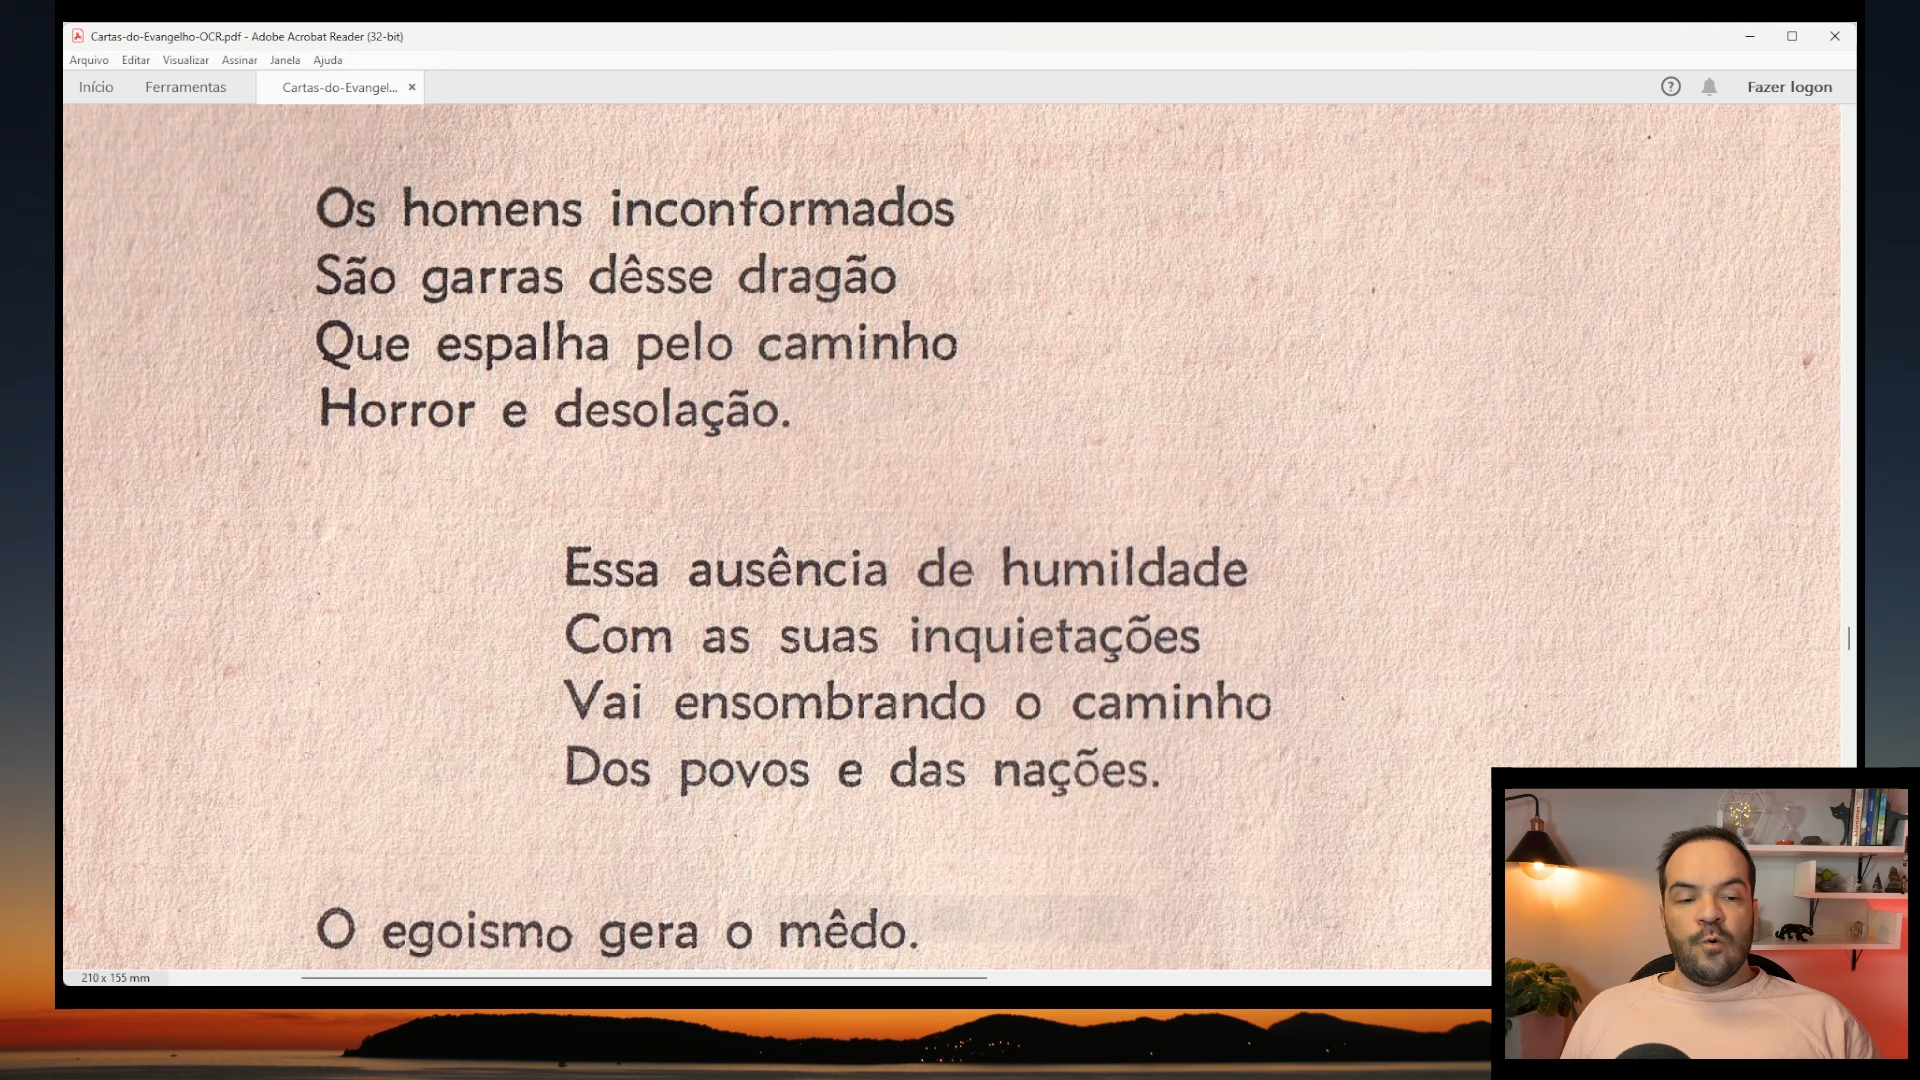 Cartas-do-Evangelho-OCR.pdf - Adobe Acrobat Reader (32-bit)
Arquivo Editar Visualizar Assinar Janela Ajuda
Início Ferramentas Cartas-do-Evangel... × ? Fazer logon
Os homens inconformados
São garras dêsse dragão
Que espalha pelo caminho
Horror e desolação.
Essa ausência de humildade
Com as suas inquietações
Vai ensombrando o caminho
Dos povos e das nações.
O egoismo gera o mêdo.
210 x 155 mm